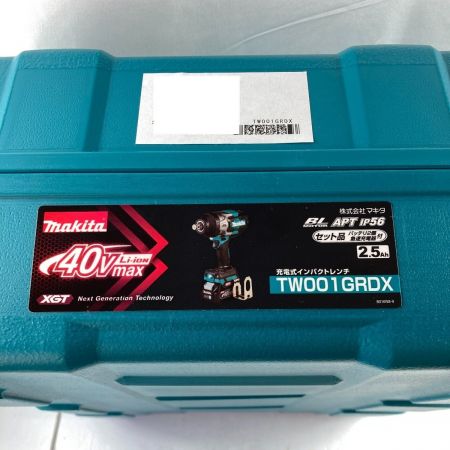 TW001GRDX
makita
株式会社マキタ
BL MOTOR APT IP56
セット品 バッテリ2個 急速充電器 付
2.5Ah
40Vmax Li-ion
充電式インパクトレンチ
TW001GRDX
XGT Next Generation Technology